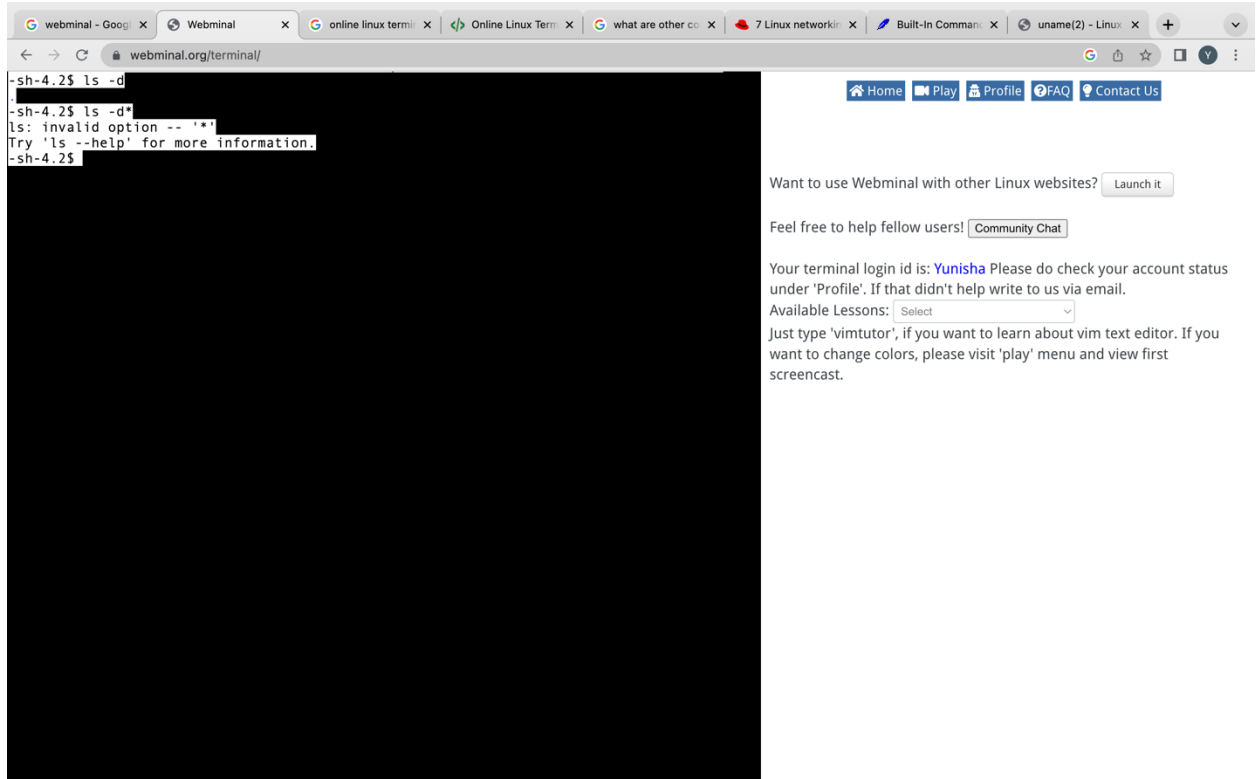 webminal - Googl
Webminal
online linux termi
Online Linux Term
what are other co
7 Linux networkin
Built-In Comman
uname(2) - Linux
webminal.org/terminal/
Y
-sh-4.2$ ls -d
.
-sh-4.2$ ls -d*
ls: invalid option -- '*'
Try 'ls --help' for more information.
-sh-4.2$
Home Play Profile FAQ Contact Us
Want to use Webminal with other Linux websites? Launch it
Feel free to help fellow users! Community Chat
Your terminal login id is: Yunisha Please do check your account status
under 'Profile'. If that didn't help write to us via email.
Available Lessons: Select
Just type 'vimtutor', if you want to learn about vim text editor. If you
want to change colors, please visit 'play' menu and view first
screencast.